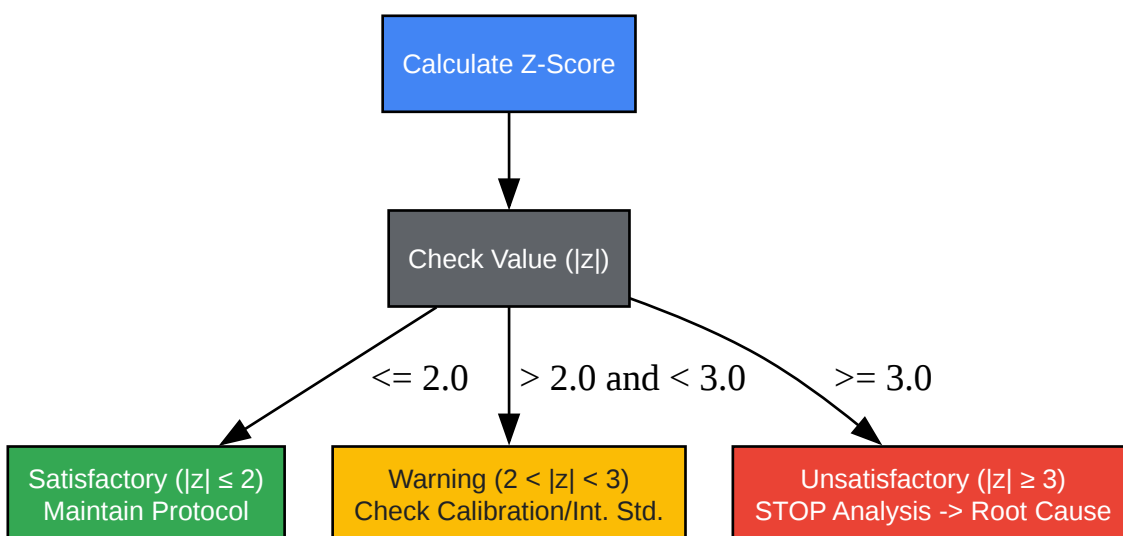 Calculate Z-Score
Check Value (|z|)
<= 2.0
> 2.0 and < 3.0
>= 3.0
Satisfactory (|z| ≤ 2)
Maintain Protocol
Warning (2 < |z| < 3)
Check Calibration/Int. Std.
Unsatisfactory (|z| ≥ 3)
STOP Analysis -> Root Cause